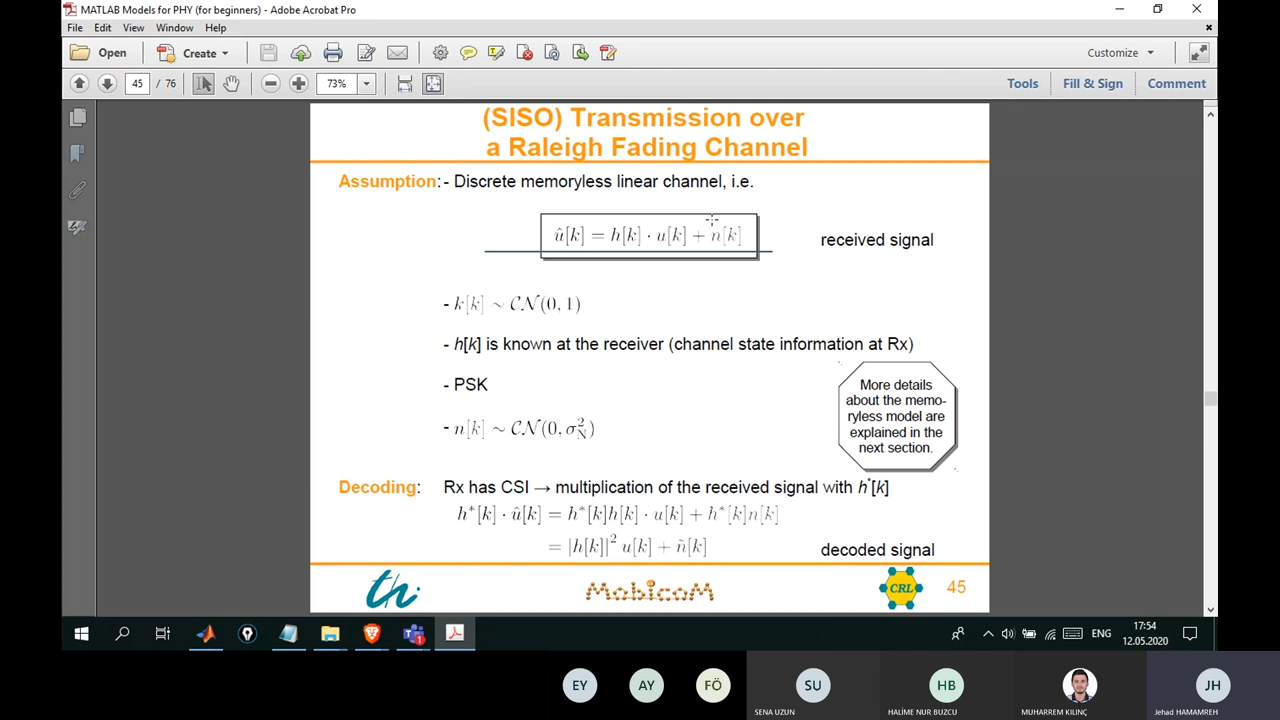 MATLAB Models for PHY (for beginners) - Adobe Acrobat Pro
File Edit View Window Help
Open Create Customize
45 / 76 73% Tools Fill & Sign Comment
(SISO) Transmission over
a Raleigh Fading Channel
Assumption: - Discrete memoryless linear channel, i.e.
û[k] = h[k] · u[k] + n[k] received signal
- k[k] ∼ 𝒞𝒩(0, 1)
- h[k] is known at the receiver (channel state information at Rx)
- PSK
- n[k] ∼ 𝒞𝒩(0, σ_N^2)
More details
about the memo-
ryless model are
explained in the
next section.
Decoding: Rx has CSI → multiplication of the received signal with h*[k]
h*[k] · û[k] = h*[k]h[k] · u[k] + h*[k]n[k]
= |h[k]|² u[k] + ñ[k] decoded signal
th MobicoM CRL 45
ENG 17:54
12.05.2020
EY AY FÖ SU HB JH
SENA UZUN HALİME NUR BUZCU MUHARREM KILINÇ Jehad HAMAMREH